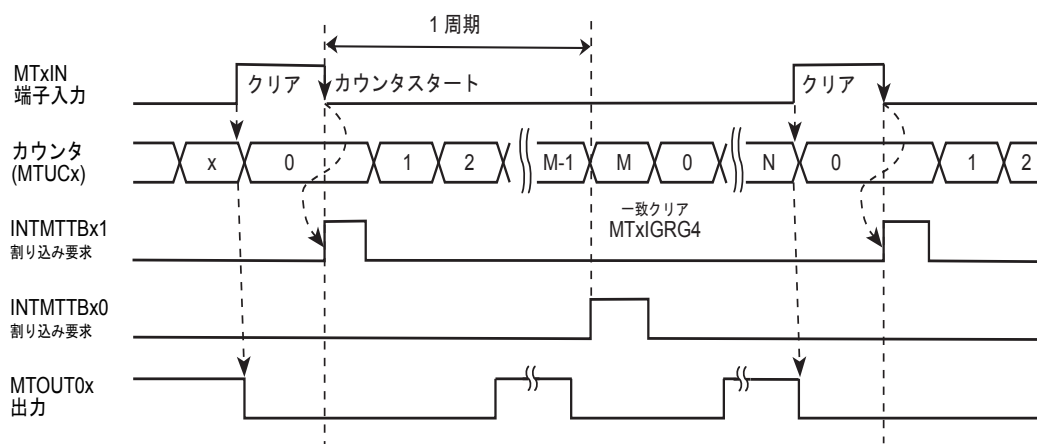 1 周期
MTxIN
端子入力
クリア
カウンタスタート
クリア
カウンタ
(MTUCx)
x
0
1
2
M-1
M
0
N
0
1
2
一致クリア
MTxIGRG4
INTMTTBx1
割り込み要求
INTMTTBx0
割り込み要求
MTOUT0x
出力